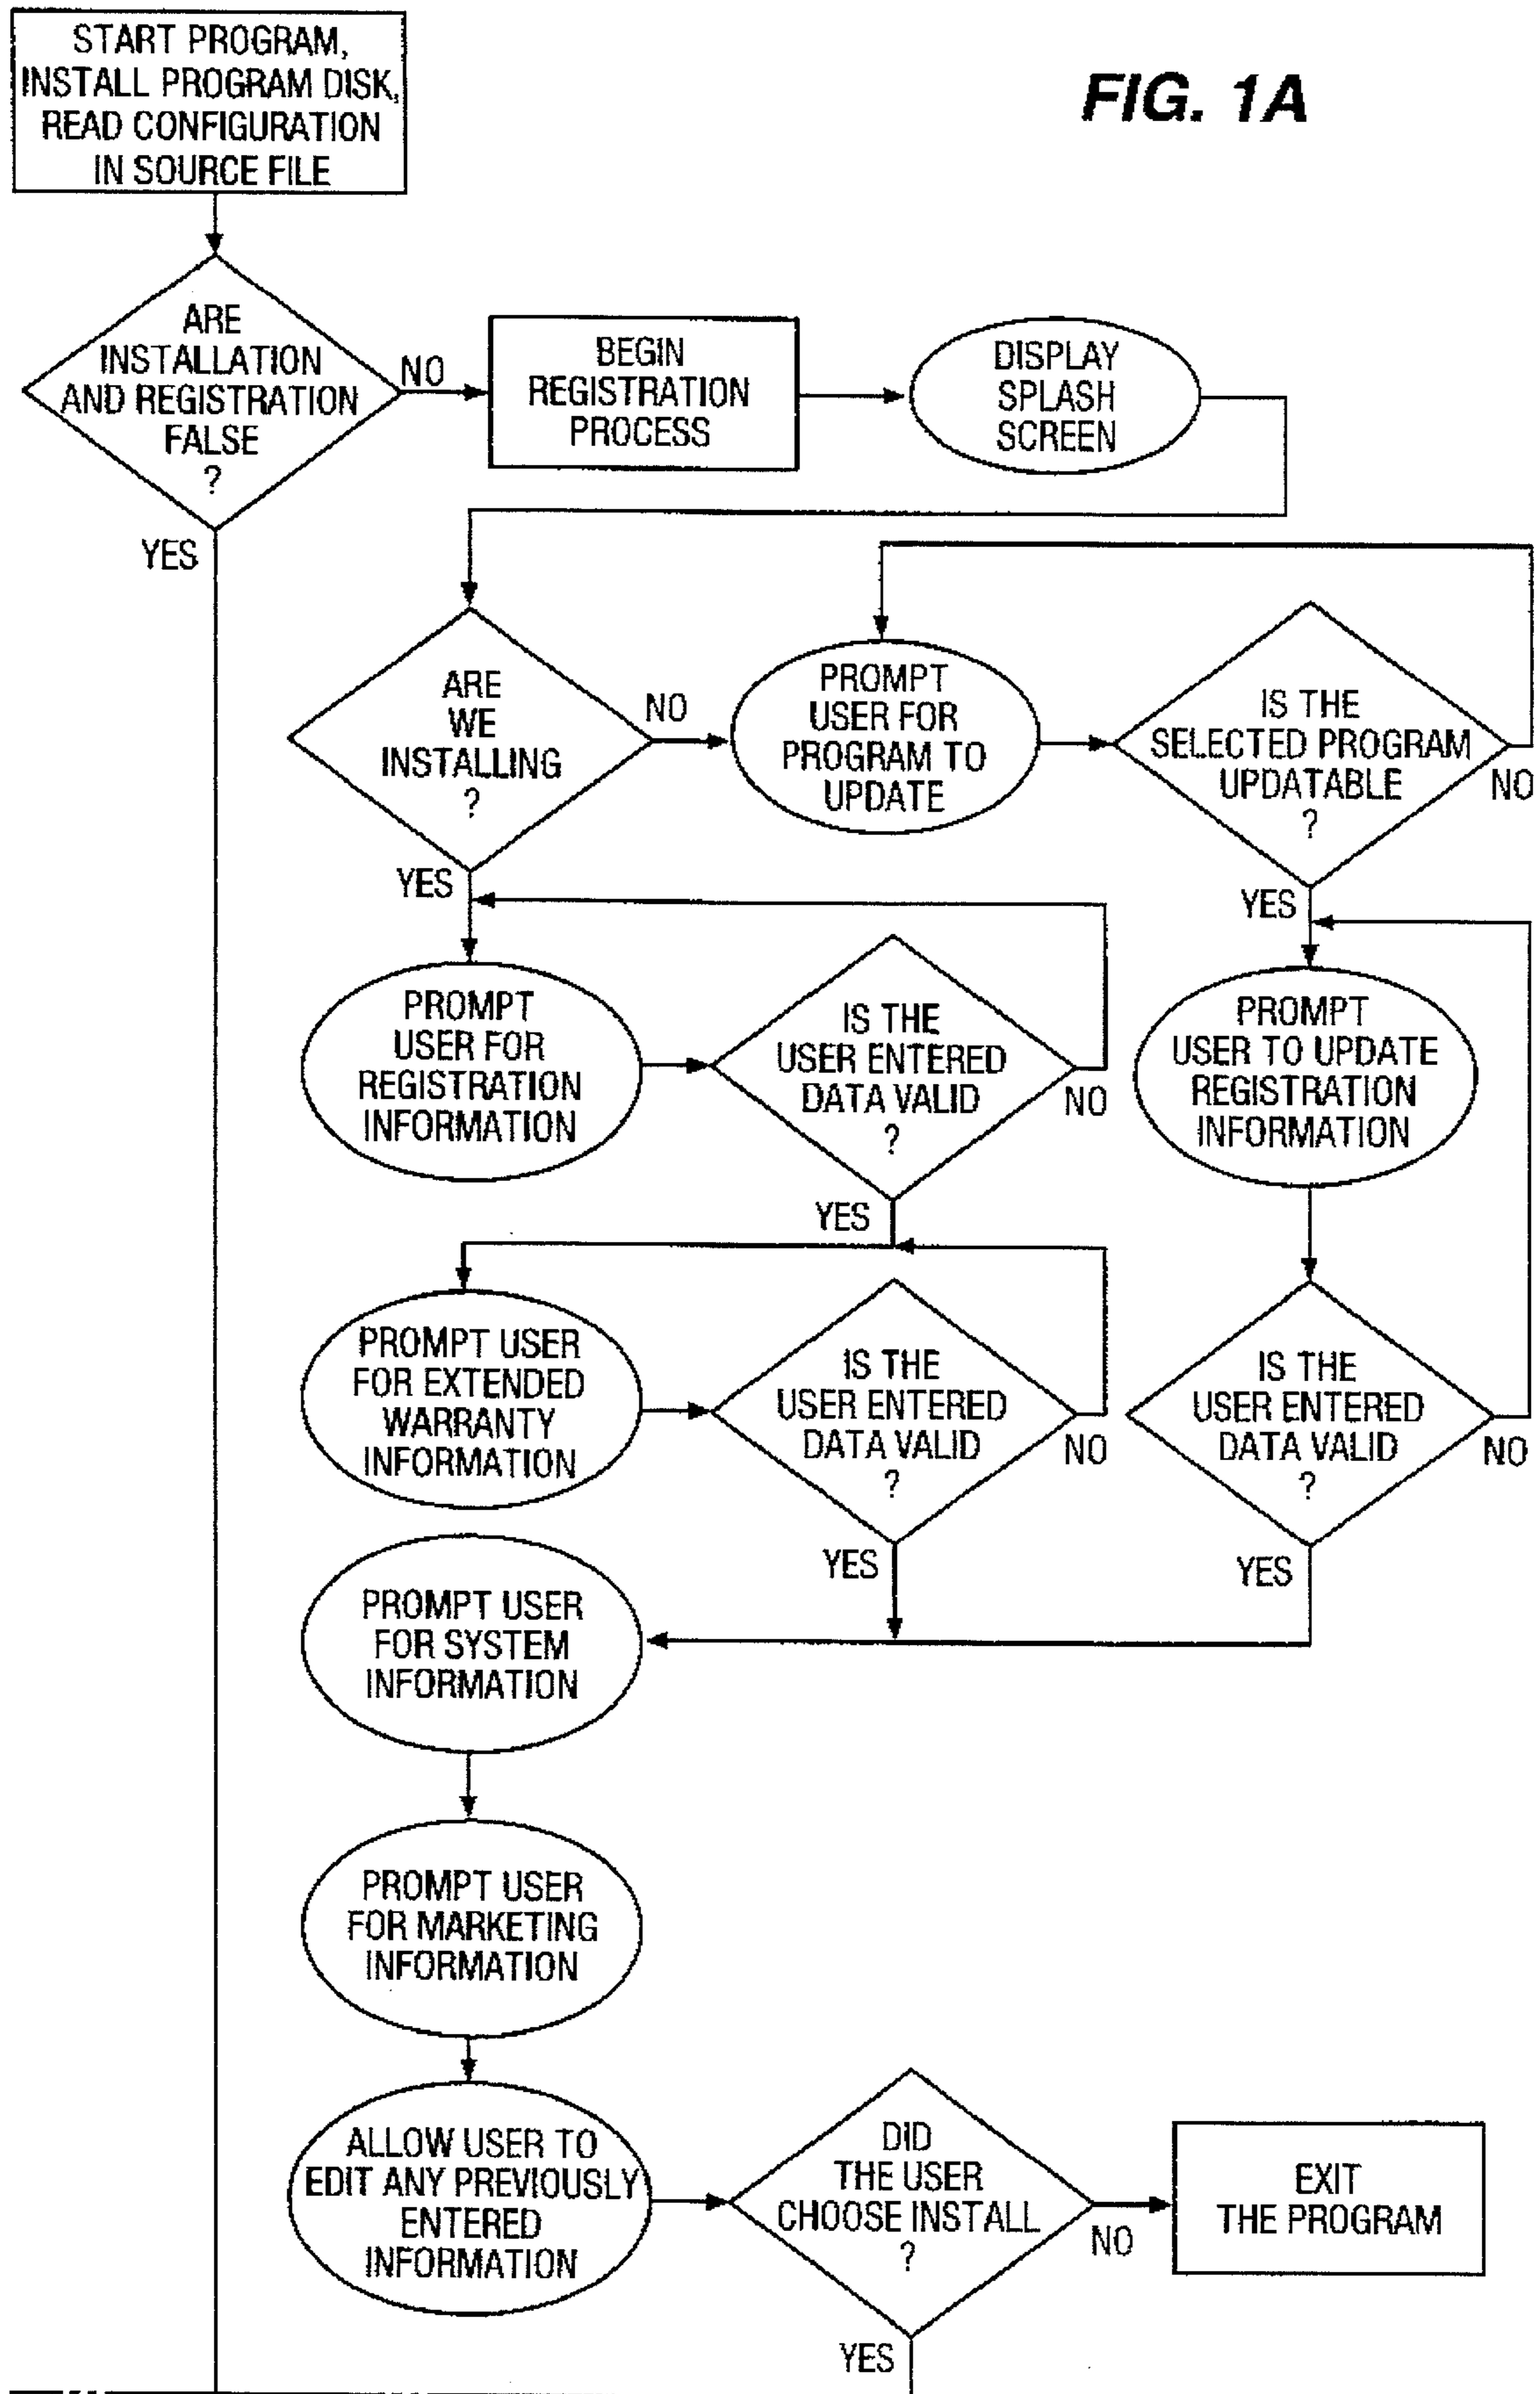 START PROGRAM,
INSTALL PROGRAM DISK,
READ CONFIGURATION
IN SOURCE FILE
FIG. 1A
ARE
INSTALLATION
AND REGISTRATION
FALSE
?
NO
YES
BEGIN
REGISTRATION
PROCESS
DISPLAY
SPLASH
SCREEN
ARE
WE
INSTALLING
?
NO
YES
PROMPT
USER FOR
PROGRAM TO
UPDATE
IS THE
SELECTED PROGRAM
UPDATABLE
?
NO
YES
PROMPT
USER FOR
REGISTRATION
INFORMATION
IS THE
USER ENTERED
DATA VALID
?
NO
YES
PROMPT
USER TO UPDATE
REGISTRATION
INFORMATION
PROMPT USER
FOR EXTENDED
WARRANTY
INFORMATION
IS THE
USER ENTERED
DATA VALID
?
NO
YES
IS THE
USER ENTERED
DATA VALID
?
NO
YES
PROMPT USER
FOR SYSTEM
INFORMATION
PROMPT USER
FOR MARKETING
INFORMATION
ALLOW USER TO
EDIT ANY PREVIOUSLY
ENTERED
INFORMATION
DID
THE USER
CHOOSE INSTALL
?
NO
YES
EXIT
THE PROGRAM